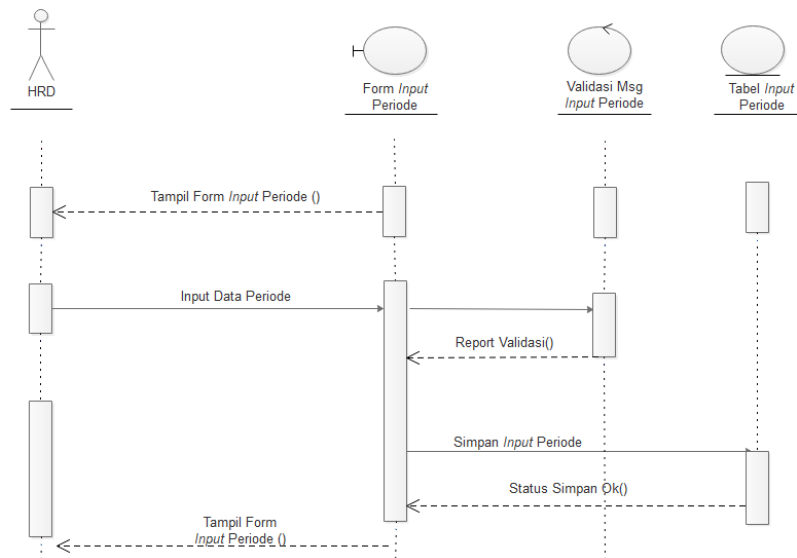 HRD
Form Input
Periode
Validasi Msg
Input Periode
Tabel Input
Periode
Tampil Form Input Periode ()
Input Data Periode
Report Validasi()
Simpan Input Periode
Status Simpan Ok()
Tampil Form
Input Periode ()